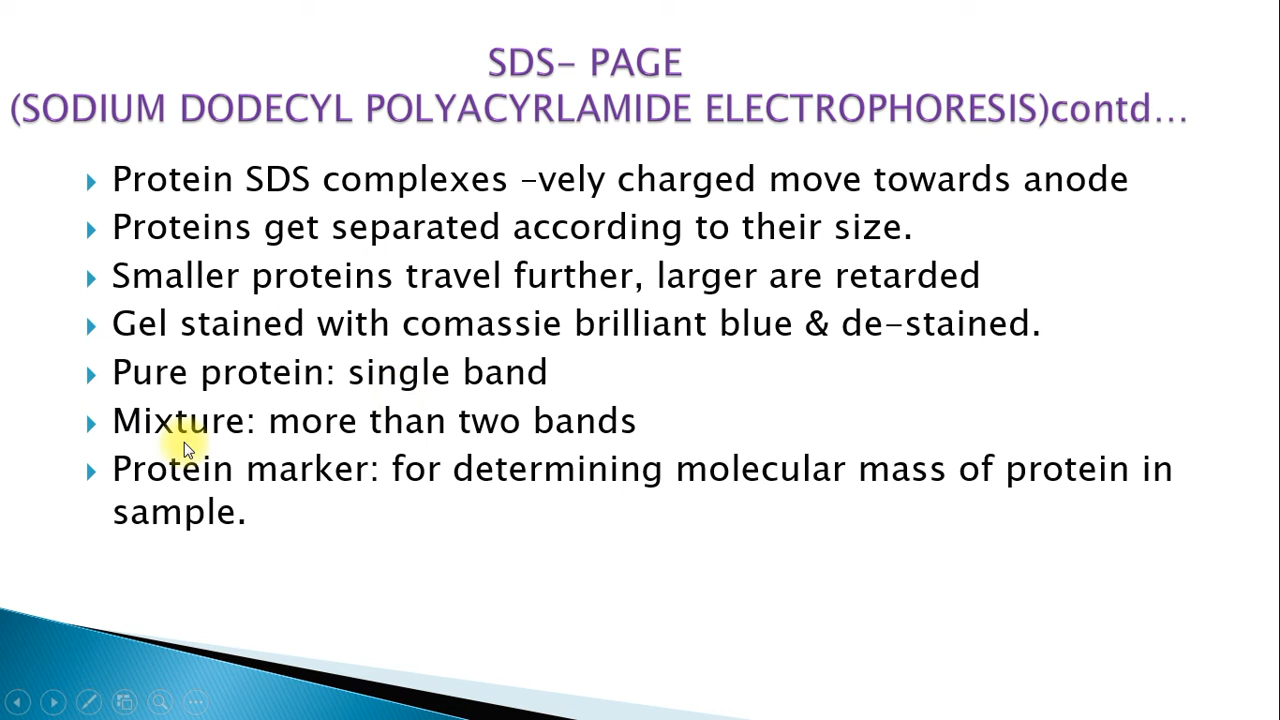 SDS- PAGE
(SODIUM DODECYL POLYACYRLAMIDE ELECTROPHORESIS)contd...
Protein SDS complexes -vely charged move towards anode
Proteins get separated according to their size.
Smaller proteins travel further, larger are retarded
Gel stained with comassie brilliant blue & de-stained.
Pure protein: single band
Mixture: more than two bands
Protein marker: for determining molecular mass of protein in
sample.